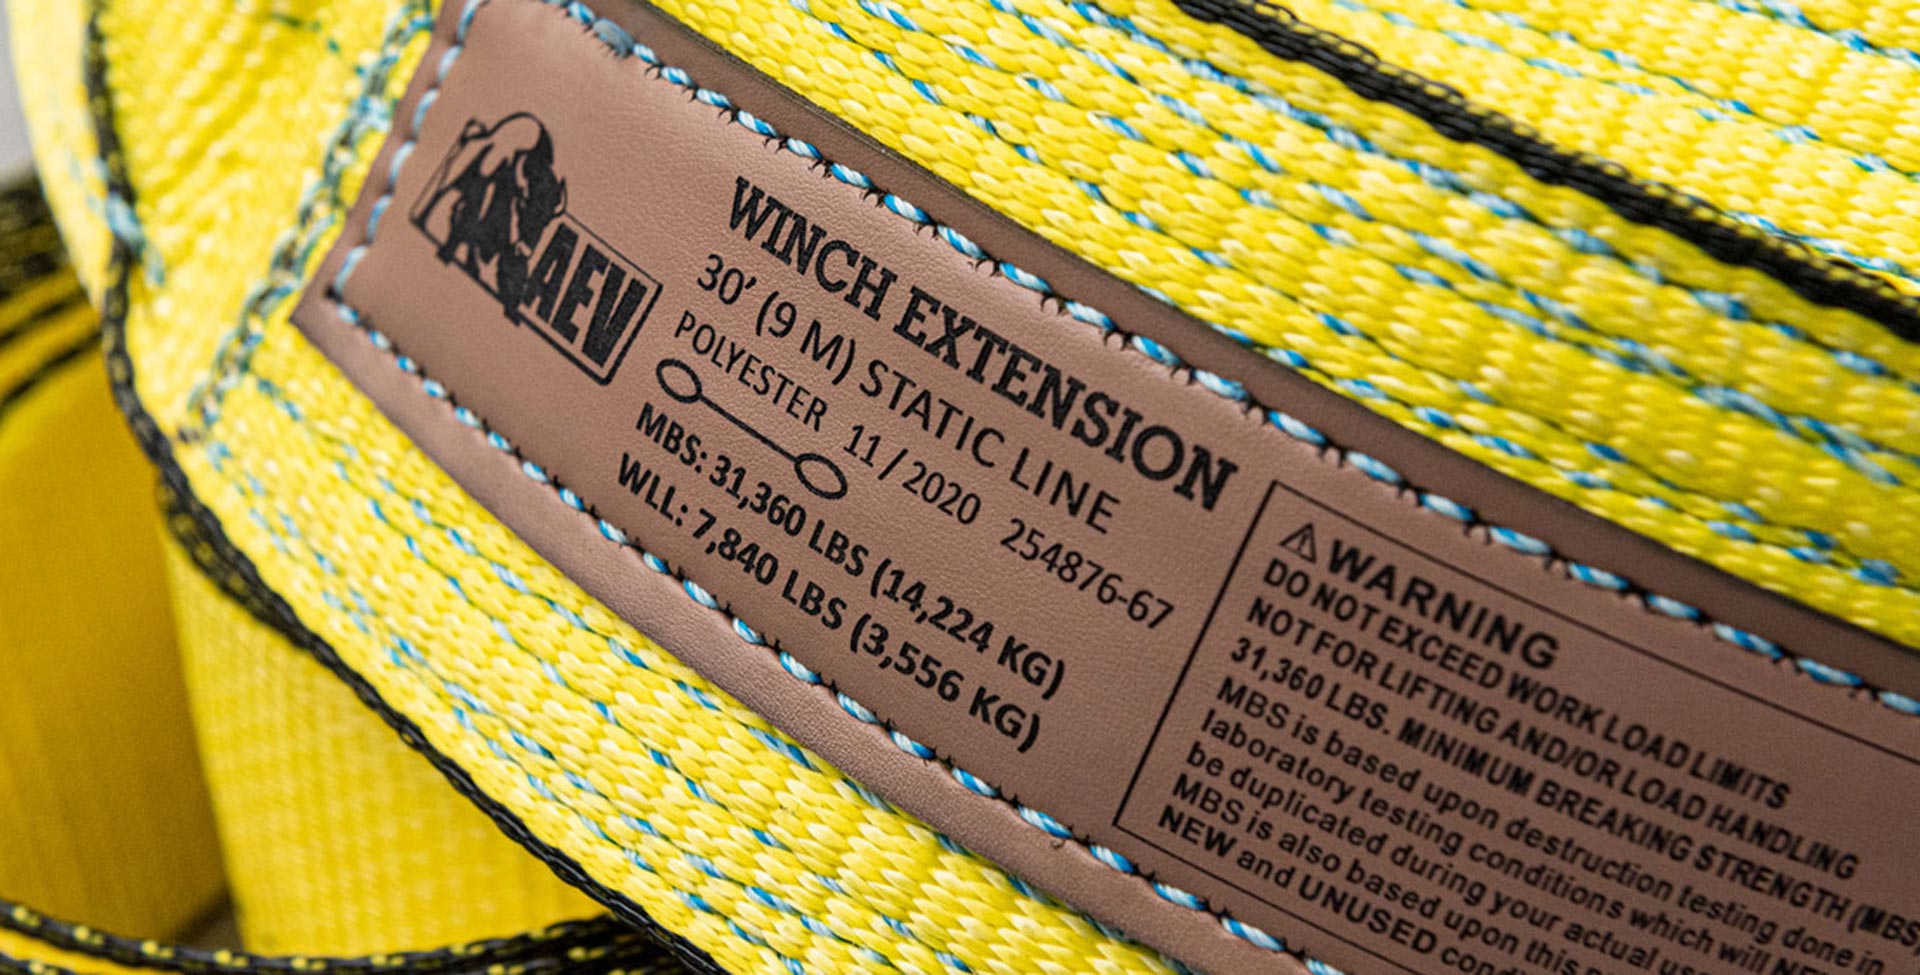 AEV
WINCH EXTENSION
30’ (9 M) STATIC LINE
POLYESTER 11 / 2020 254876-67
MBS: 31,360 LBS (14,224 KG)
WLL: 7,840 LBS (3,556 KG)
⚠ WARNING
DO NOT EXCEED WORK LOAD LIMITS
NOT FOR LIFTING AND/OR LOAD HANDLING
31,360 LBS. MINIMUM BREAKING STRENGTH (MBS)
MBS is based upon destruction testing done in
laboratory testing conditions which will
be duplicated during your actual
MBS is also based upon this
NEW and UNUSED